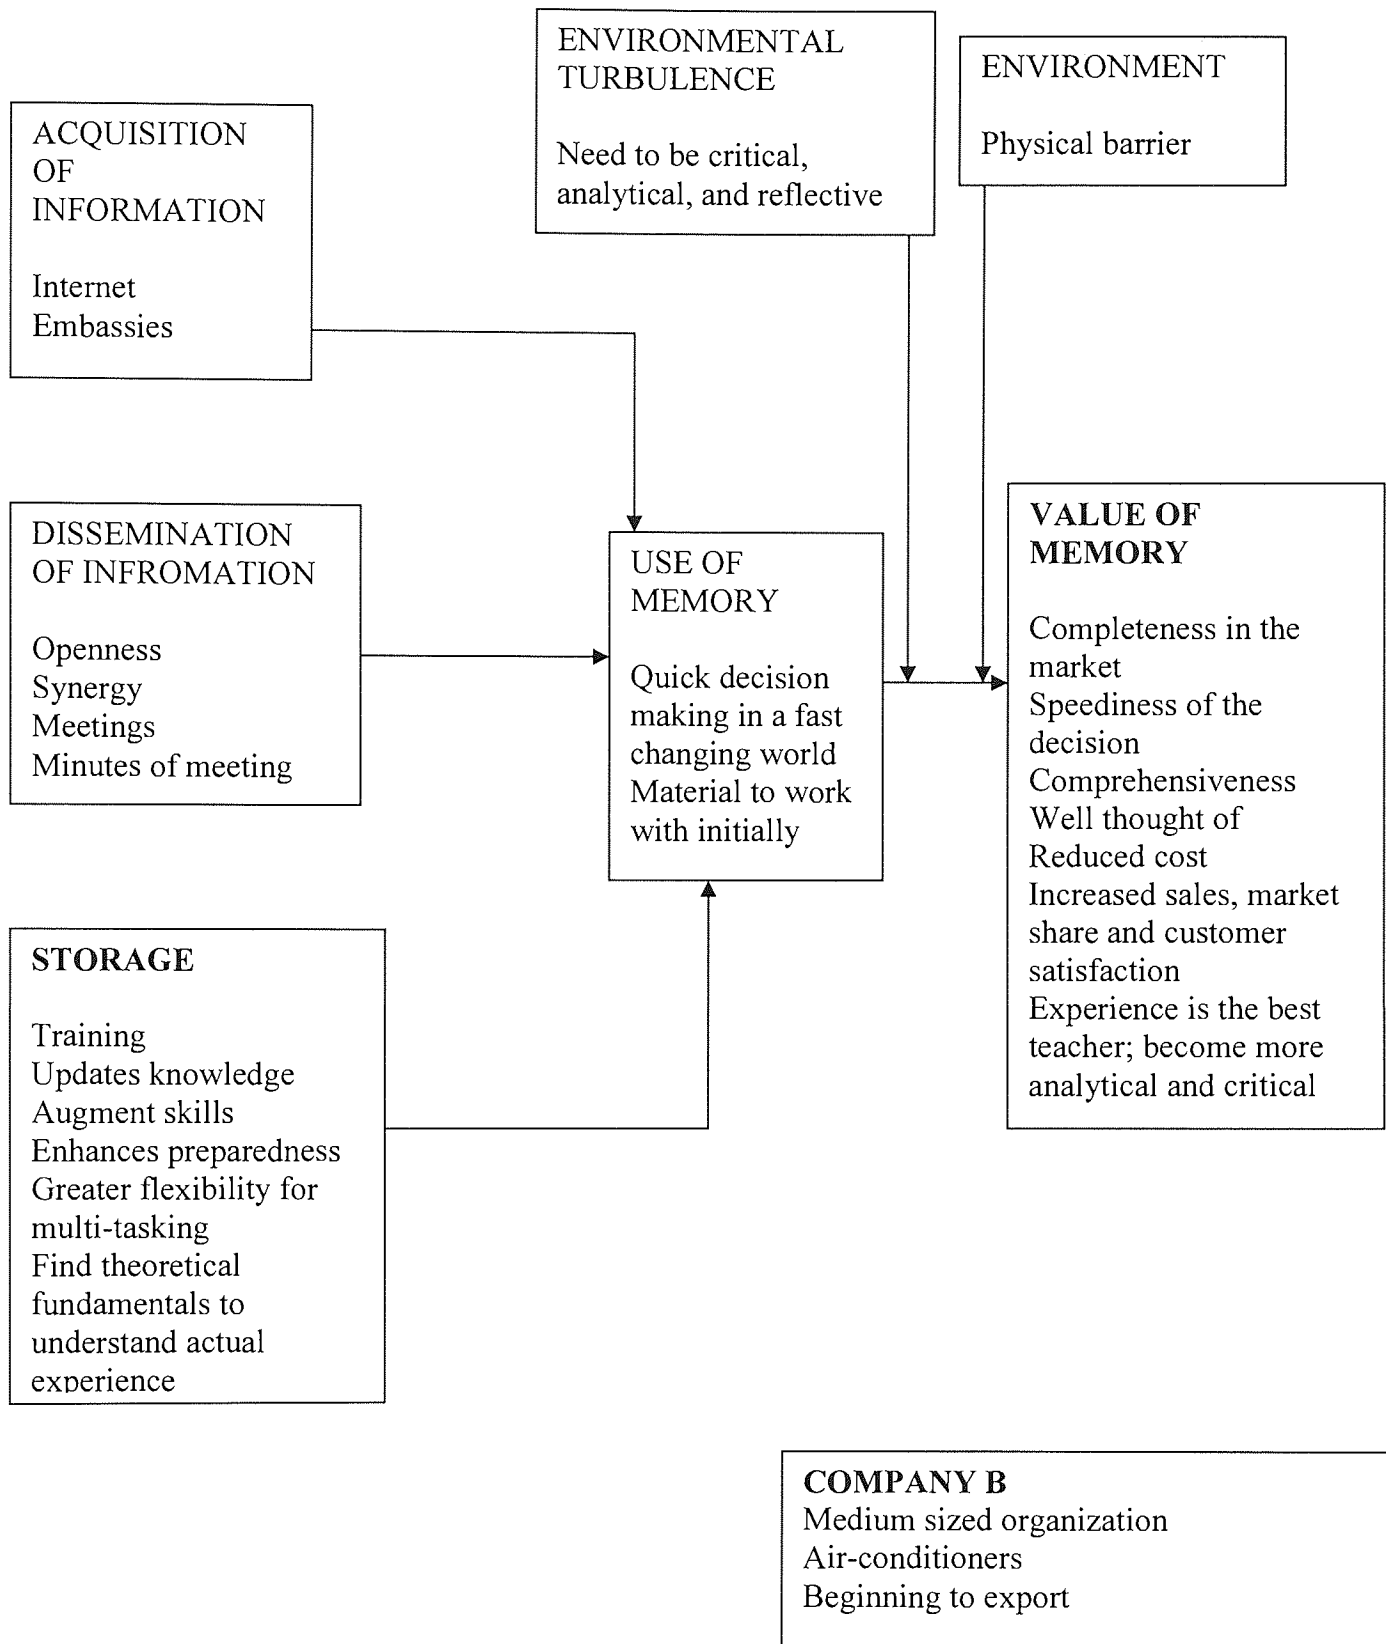 ENVIRONMENTAL
TURBULENCE
Need to be critical,
analytical, and reflective
ENVIRONMENT
Physical barrier
ACQUISITION
OF
INFORMATION
Internet
Embassies
DISSEMINATION
OF INFROMATION
Openness
Synergy
Meetings
Minutes of meeting
USE OF
MEMORY
Quick decision
making in a fast
changing world
Material to work
with initially
VALUE OF
MEMORY
Completeness in the
market
Speediness of the
decision
Comprehensiveness
Well thought of
Reduced cost
Increased sales, market
share and customer
satisfaction
Experience is the best
teacher; become more
analytical and critical
STORAGE
Training
Updates knowledge
Augment skills
Enhances preparedness
Greater flexibility for
multi-tasking
Find theoretical
fundamentals to
understand actual
experience
COMPANY B
Medium sized organization
Air-conditioners
Beginning to export